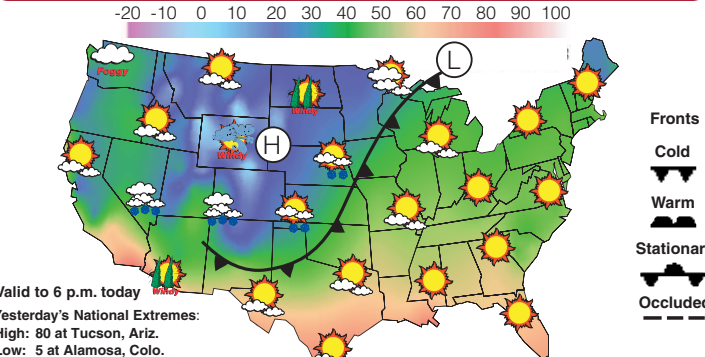 -20 -10 0 10 20 30 40 50 60 70 80 90 100
L
Foggy
Windy
Windy
H
Windy
Fronts
Cold
Warm
Stationar
Occluded
Valid to 6 p.m. today
Yesterday's National Extremes:
High: 80 at Tucson, Ariz.
Low: 5 at Alamosa, Colo.